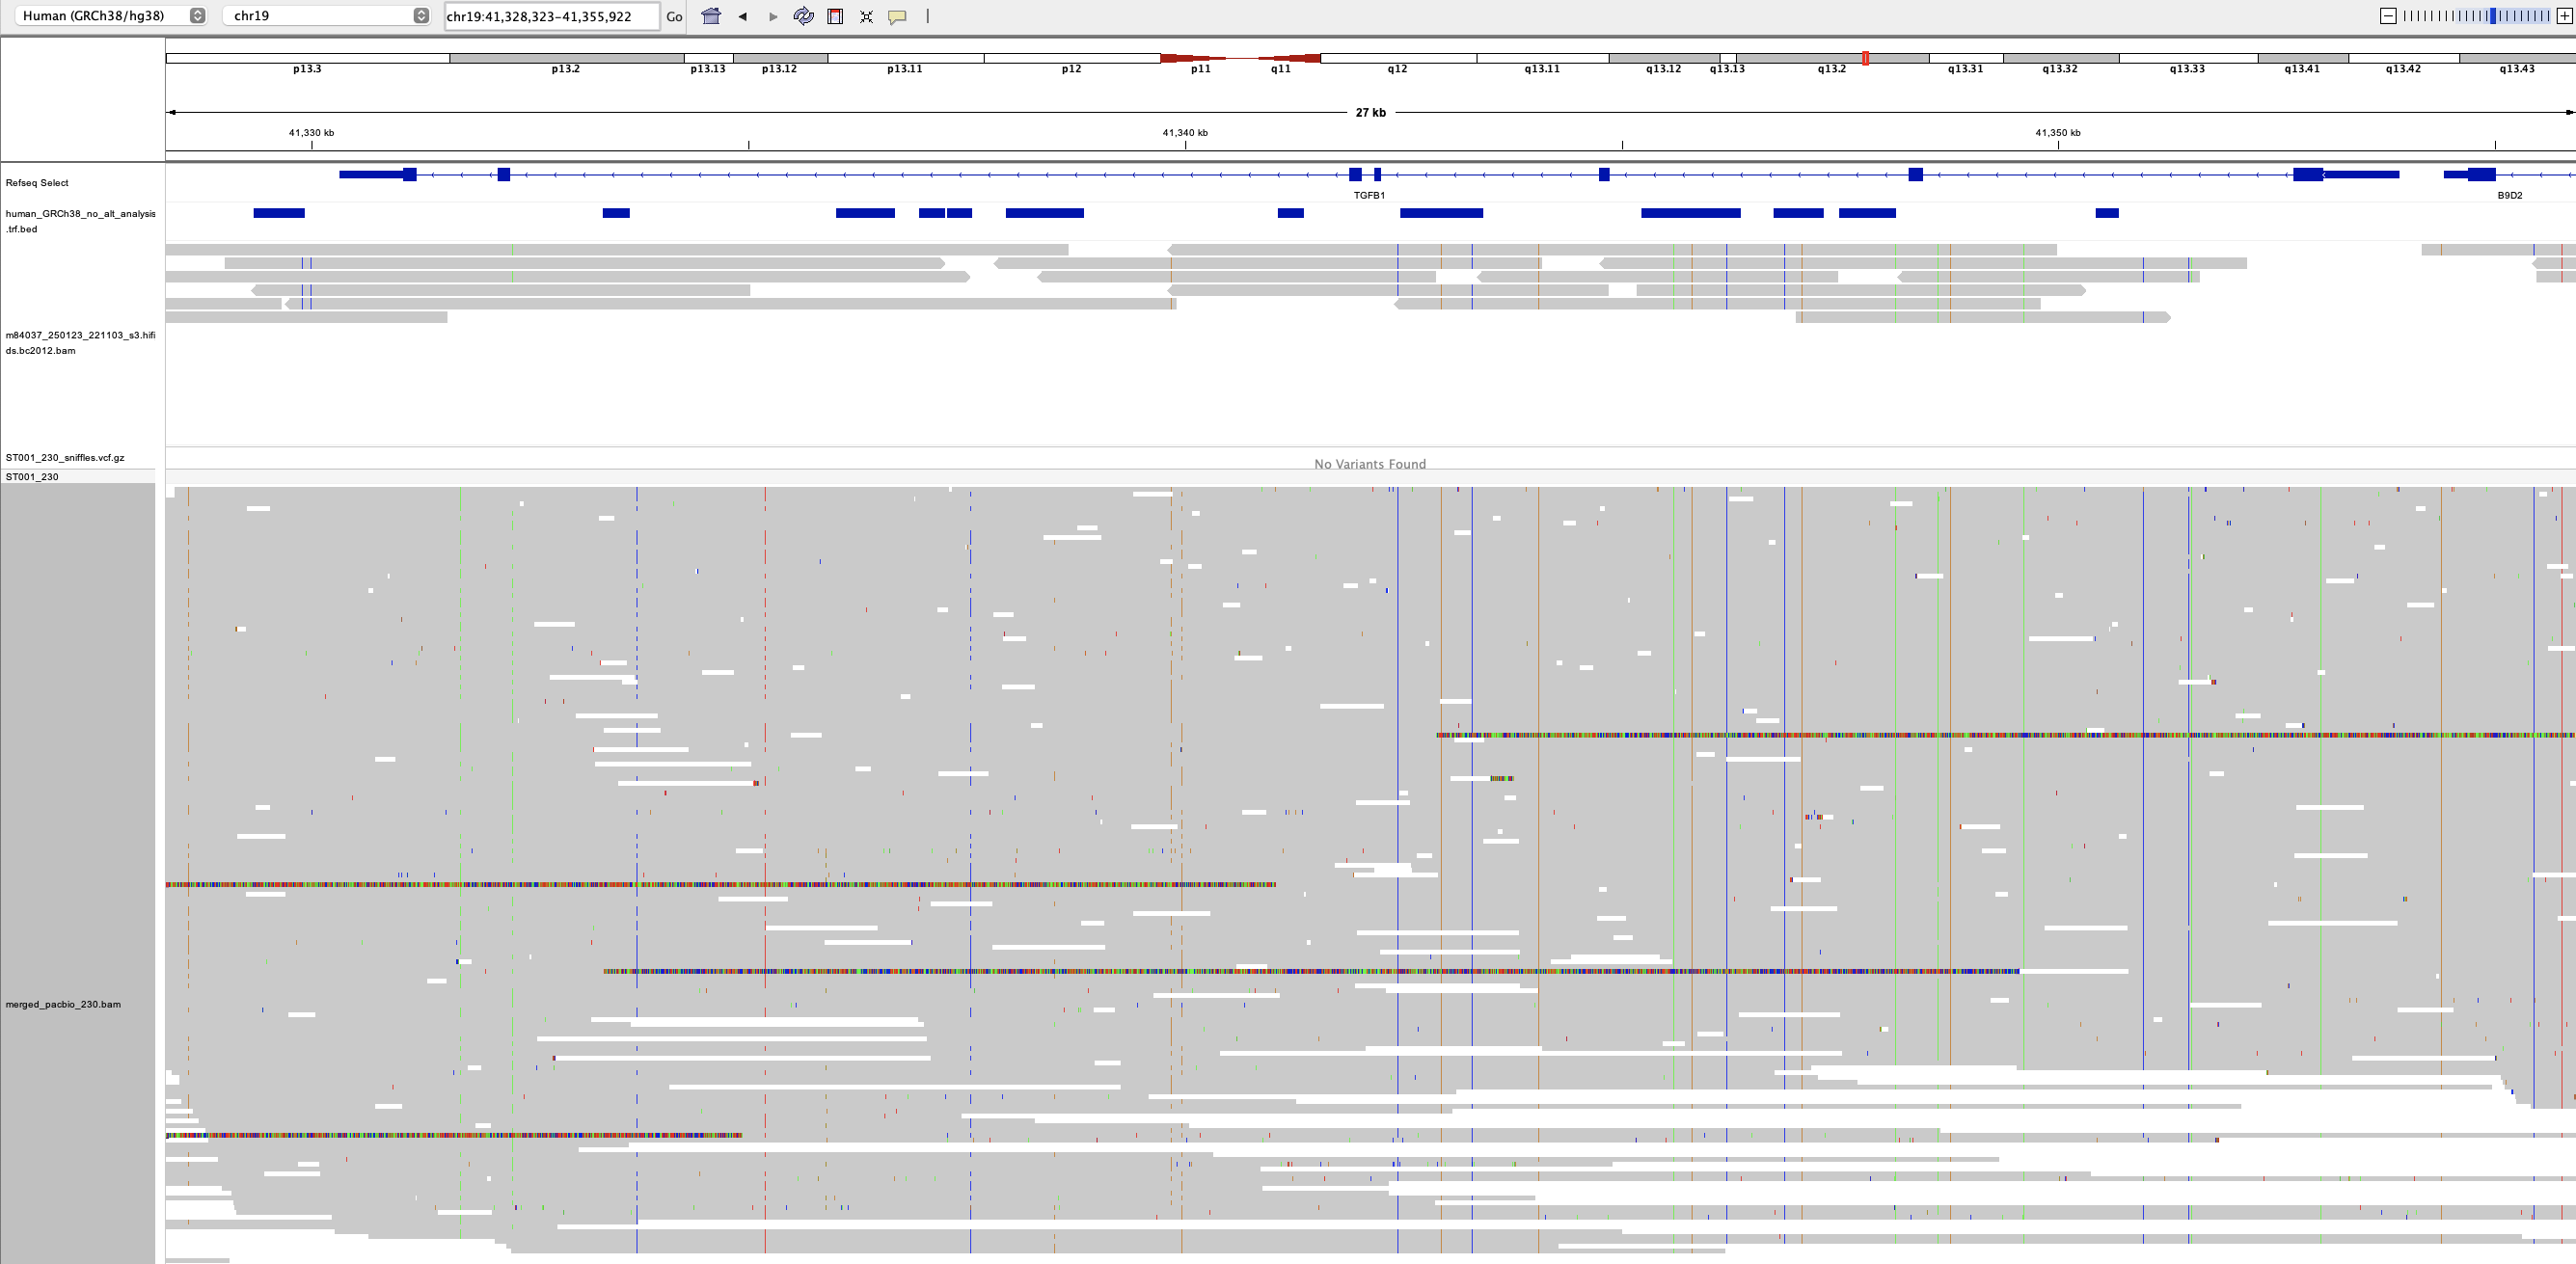 Human (GRCh38/hg38) chr19 chr19:41,328,323-41,355,922 Go
p13.3 p13.2 p13.13 p13.12 p13.11 p12 p11 q11 q12 q13.11 q13.12 q13.13 q13.2 q13.31 q13.32 q13.33 q13.41 q13.42 q13.43
27 kb
41,330 kb 41,340 kb 41,350 kb
Refseq Select
TGFB1 B9D2
human_GRCh38_no_alt_analysis
.trf.bed
m84037_250123_221103_s3.hifi
ds.bc2012.bam
ST001_230_sniffles.vcf.gz
No Variants Found
ST001_230
merged_pacbio_230.bam